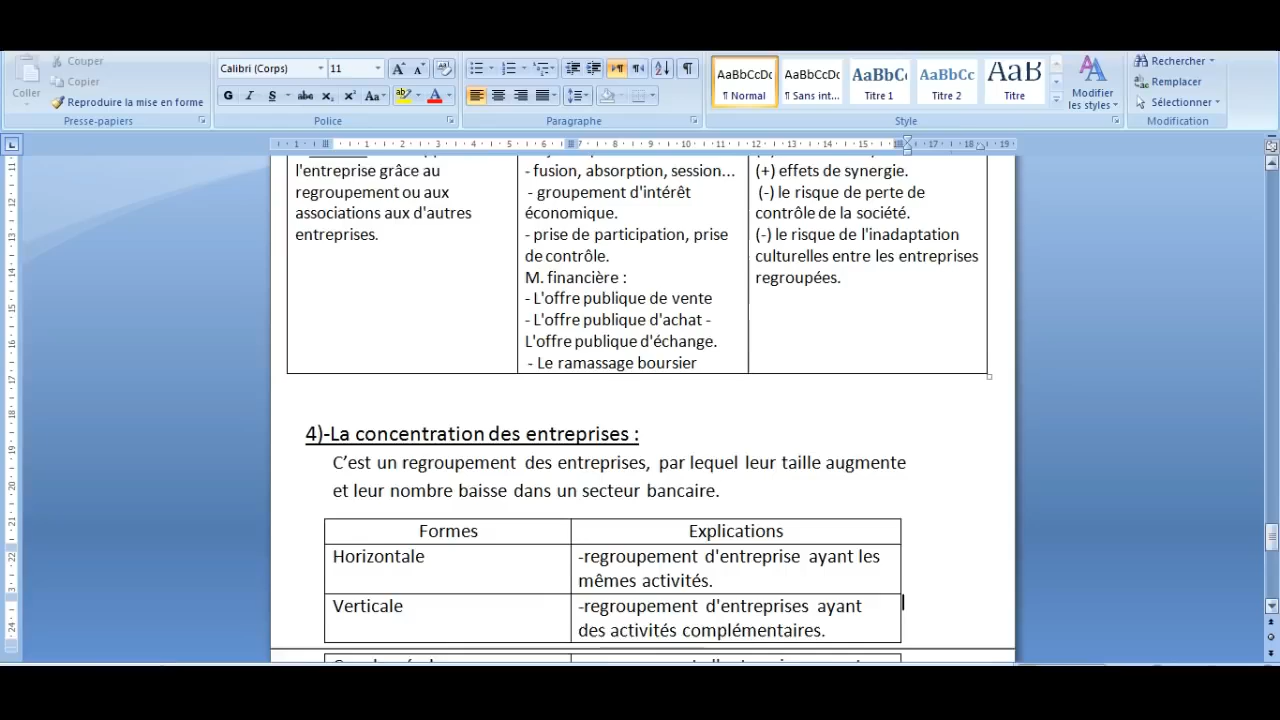 Couper
Copier
Coller
Reproduire la mise en forme
Presse-papiers
Calibri (Corps)
11
G I S abc x₂ x² Aa
Police
Paragraphe
AaBbCcDc
¶ Normal
AaBbCcDc
¶ Sans int...
AaBbC
Titre 1
AaBbCc
Titre 2
AaB
Titre
Modifier
les styles
Style
Rechercher
Remplacer
Sélectionner
Modification
l'entreprise grâce au
regroupement ou aux
associations aux d'autres
entreprises.
- fusion, absorption, session...
- groupement d'intérêt
économique.
- prise de participation, prise
de contrôle.
M. financière :
- L'offre publique de vente
- L'offre publique d'achat -
L'offre publique d'échange.
- Le ramassage boursier
(+) effets de synergie.
(-) le risque de perte de
contrôle de la société.
(-) le risque de l'inadaptation
culturelles entre les entreprises
regroupées.
4)-La concentration des entreprises :
C’est un regroupement des entreprises, par lequel leur taille augmente
et leur nombre baisse dans un secteur bancaire.
Formes
Explications
Horizontale
-regroupement d'entreprise ayant les
mêmes activités.
Verticale
-regroupement d'entreprises ayant
des activités complémentaires.